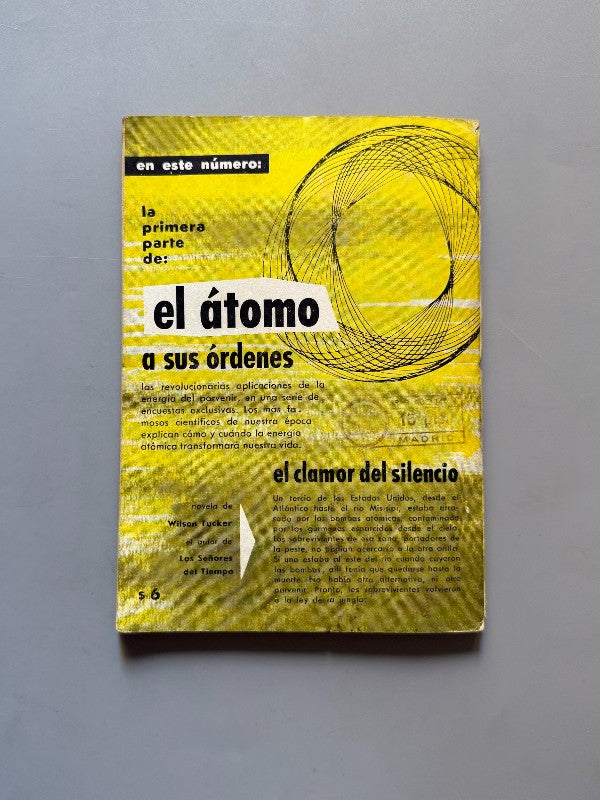 en este número:
la
primera
parte
de:
el átomo
a sus órdenes
las revolucionarias aplicaciones de la
energía del porvenir, en una serie de
encuestas exclusivas. Los más fa-
mosos científicos de nuestra época
explican cómo y cuándo la energía
atómica transformará nuestra vida.
MADRID
el clamor del silencio
Un tercio de los Estados Unidos, desde el
Atlántico hasta el río Misisipi, estaba arra-
sado por las bombas atómicas, contaminado
por los gérmenes esparcidos desde el cielo.
Los sobrevivientes de esa zona, portadores de
la peste, no podían acercarse a la otra orilla.
Si uno estaba al este del río cuando cayeron
las bombas, allí tenía que quedarse hasta la
muerte. No había otra alternativa, ni otro
porvenir. Pronto, los sobrevivientes volvieron
a la ley de la jungla.
novela de
Wilson Tucker
el autor de
Los Señores
del Tiempo
$ 6